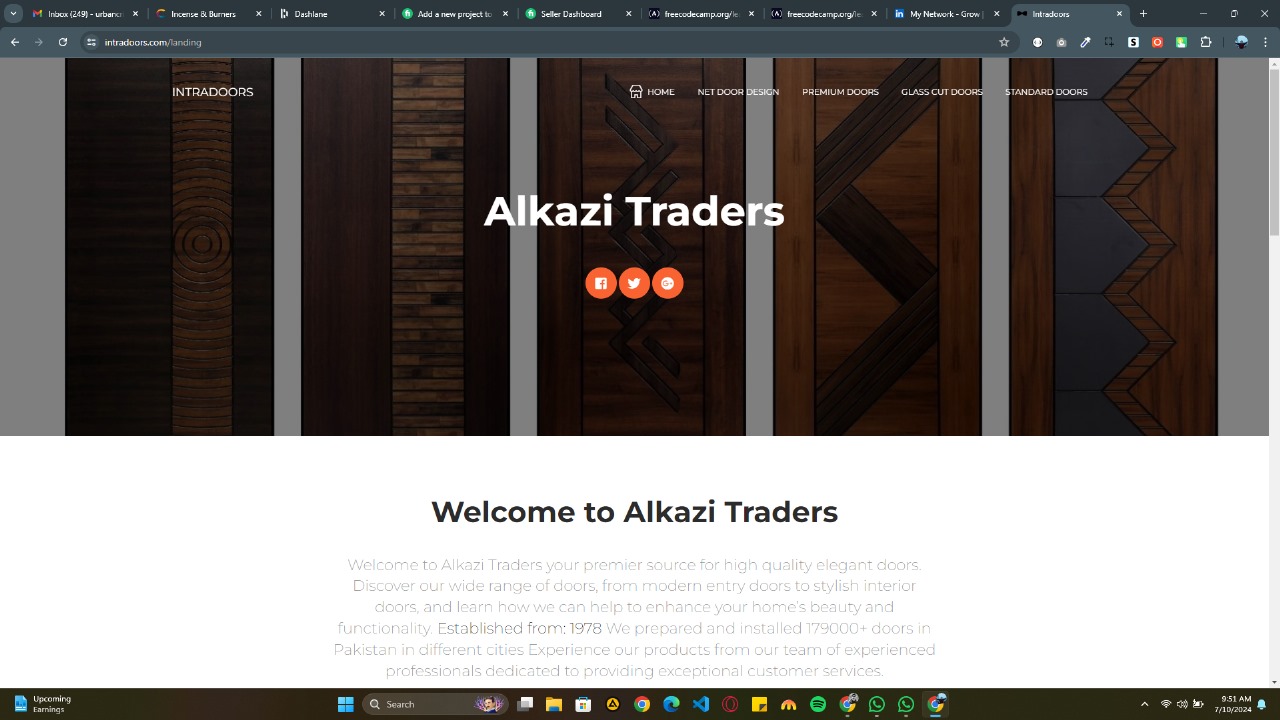 Inbox (249) - urbanc
Incense & Burners
Dashlane
Add a new project to
Seller Dashboard
freecodecamp.org/le
freecodecamp.org/lea
My Network - Grow |
Intradoors
intradoors.com/landing
INTRADOORS
HOME
NET DOOR DESIGN
PREMIUM DOORS
GLASS CUT DOORS
STANDARD DOORS
Alkazi Traders
Welcome to Alkazi Traders
Welcome to Alkazi Traders your premier source for high quality elegant doors.
Discover our wide range of doors, from modern entry doors to stylish interior
doors, and learn how we can help to enhance your home's beauty and
functionality. Established from: 1978 We prepared and installed 179000+ doors in
Pakistan in different cities Experience our products from our team of experienced
professionals dedicated to providing exceptional customer services.
Upcoming
Earnings
Search
9:51 AM
7/10/2024